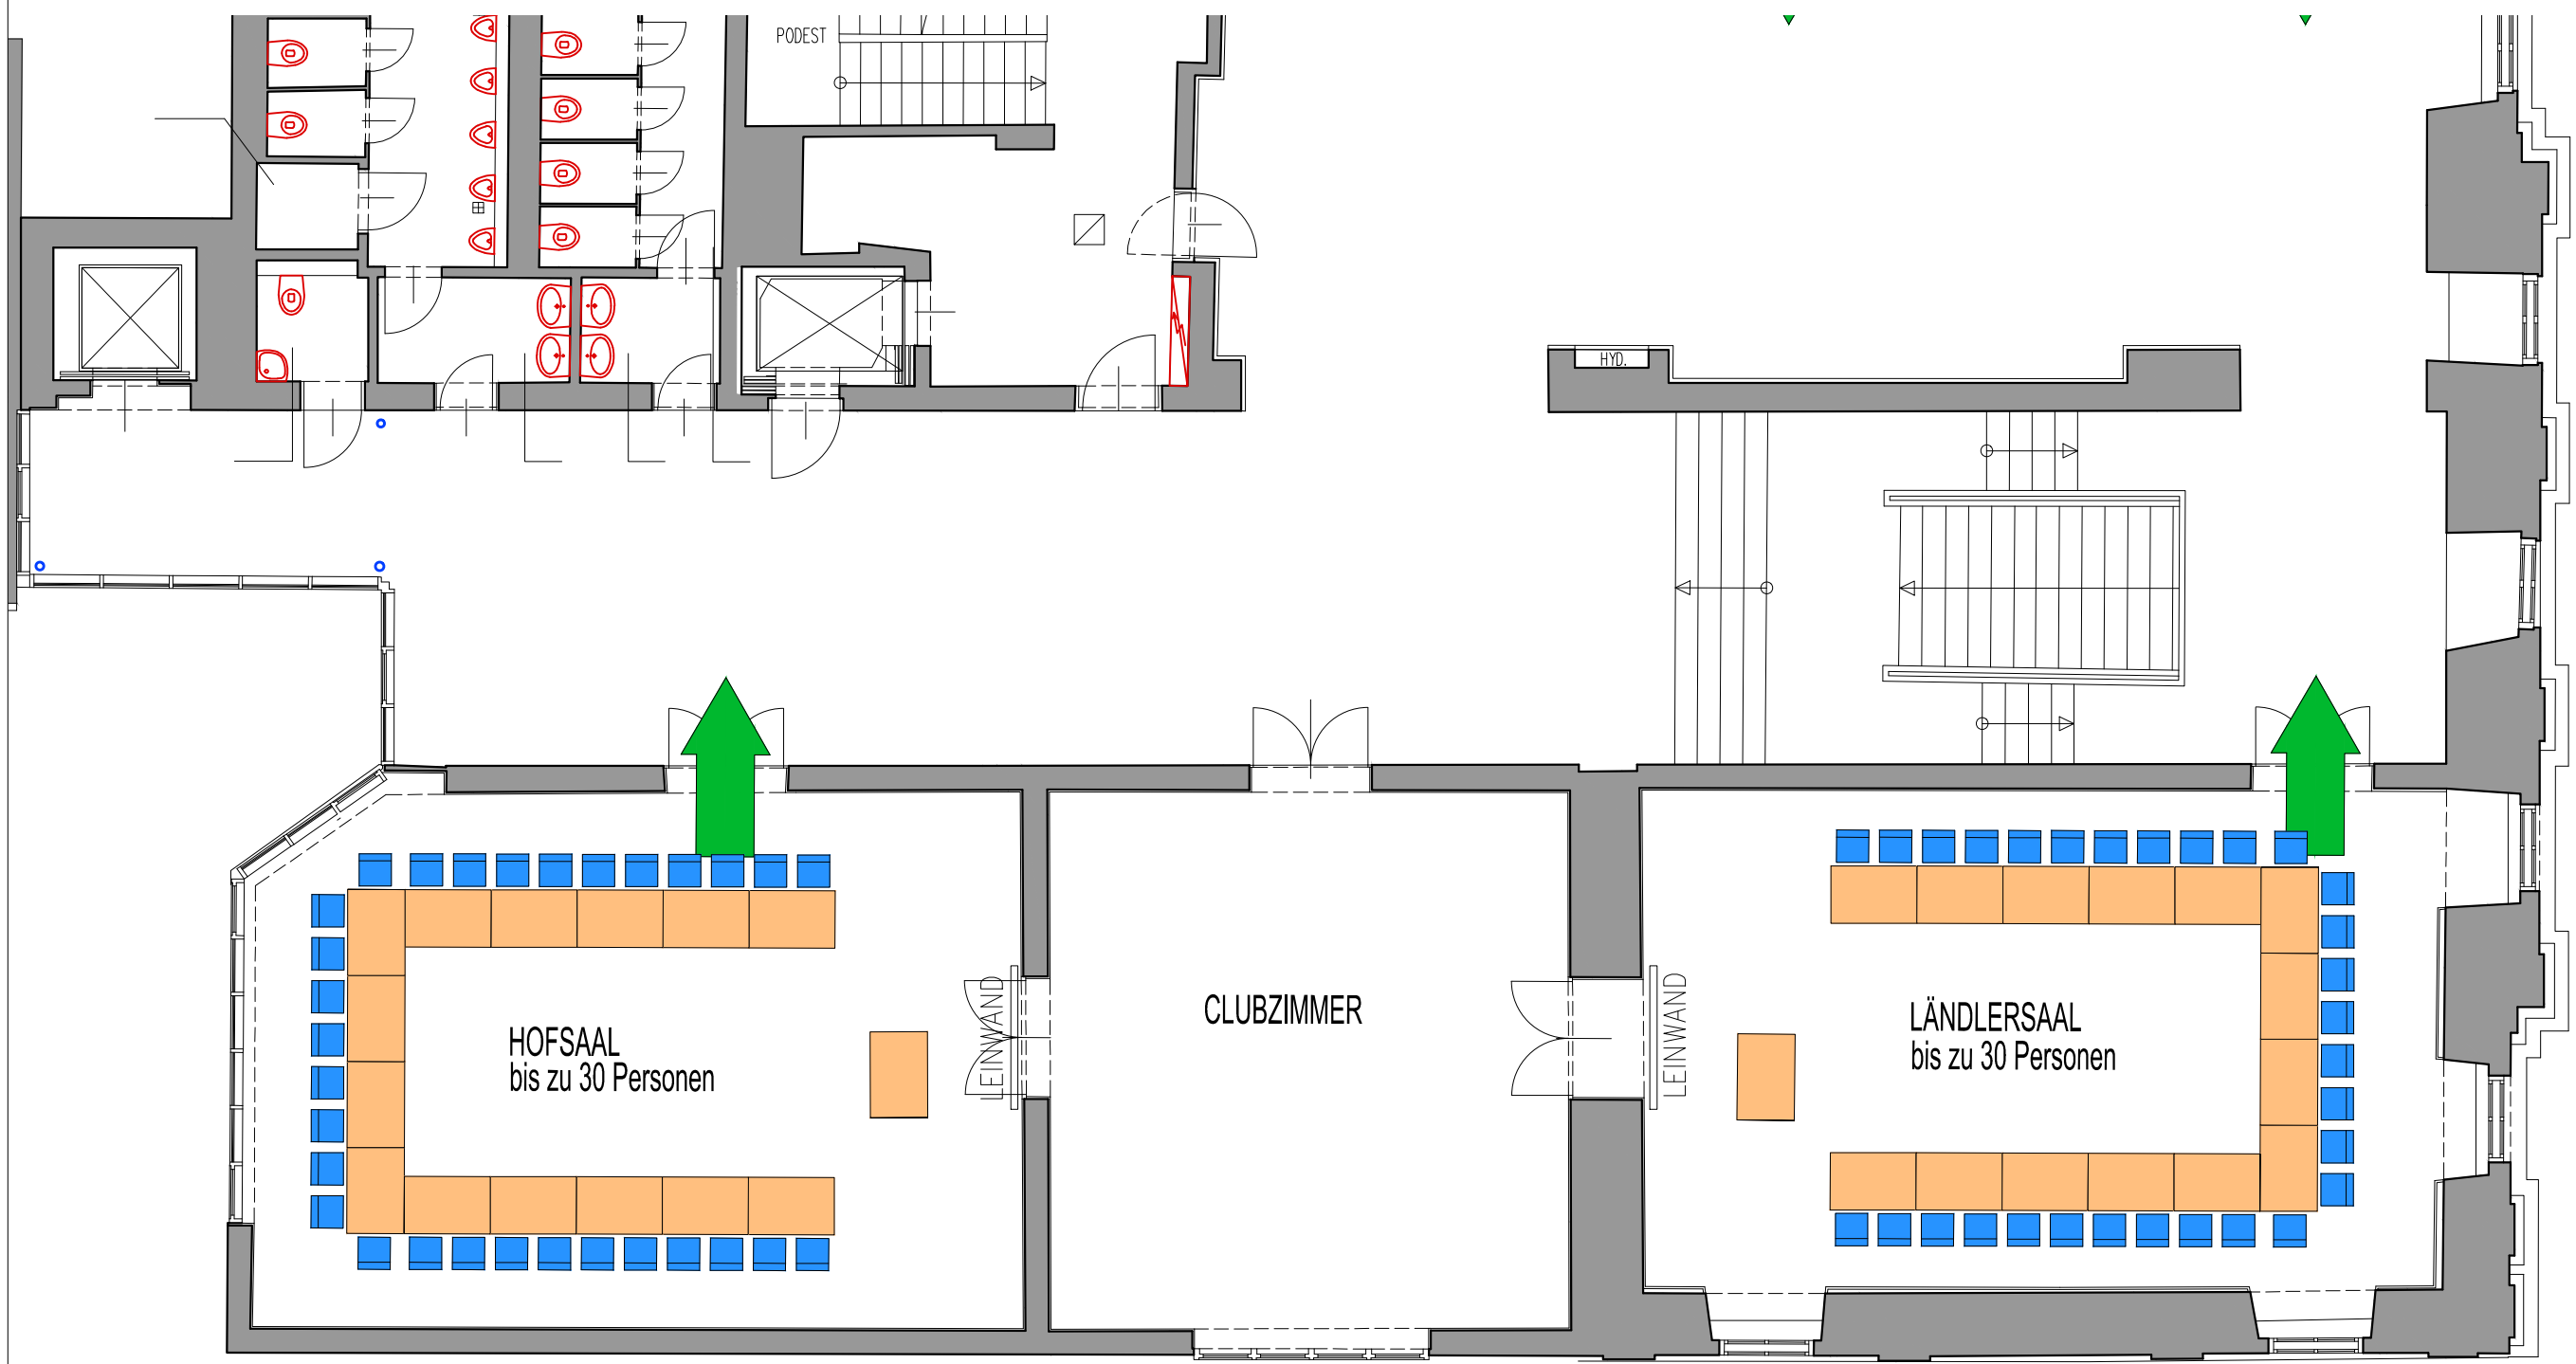 PODEST
HYD.
HOFSAAL
bis zu 30 Personen
LEINWAND
CLUBZIMMER
LEINWAND
LÄNDLERSAAL
bis zu 30 Personen